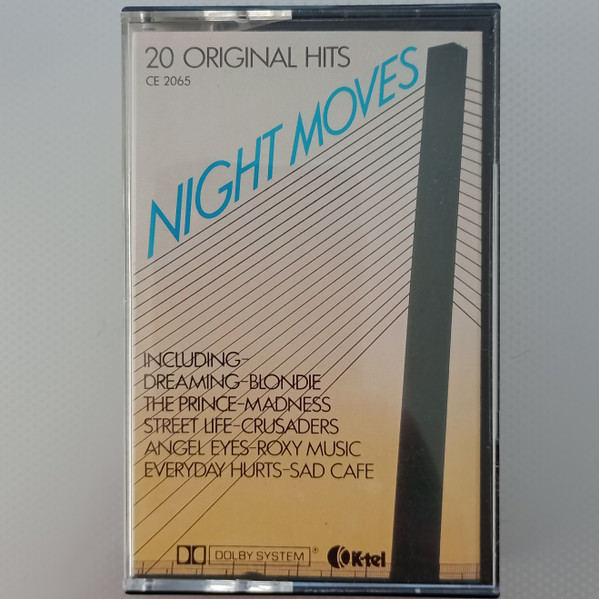 20 ORIGINAL HITS
CE 2065
NIGHT MOVES
INCLUDING-
DREAMING-BLONDIE
THE PRINCE-MADNESS
STREET LIFE-CRUSADERS
ANGEL EYES-ROXY MUSIC
EVERYDAY HURTS-SAD CAFE
DOLBY SYSTEM ®
K-tel